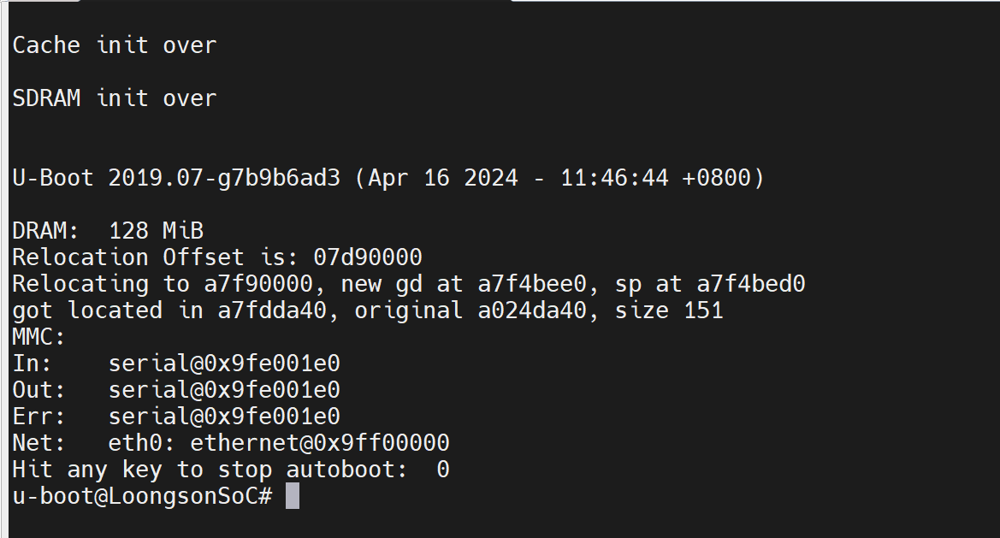 Cache init over
SDRAM init over
U-Boot 2019.07-g7b9b6ad3 (Apr 16 2024 - 11:46:44 +0800)
DRAM:  128 MiB
Relocation Offset is: 07d90000
Relocating to a7f90000, new gd at a7f4bee0, sp at a7f4bed0
got located in a7fdda40, original a024da40, size 151
MMC:
In:    serial@0x9fe001e0
Out:   serial@0x9fe001e0
Err:   serial@0x9fe001e0
Net:   eth0: ethernet@0x9ff00000
Hit any key to stop autoboot:  0
u-boot@LoongsonSoC#